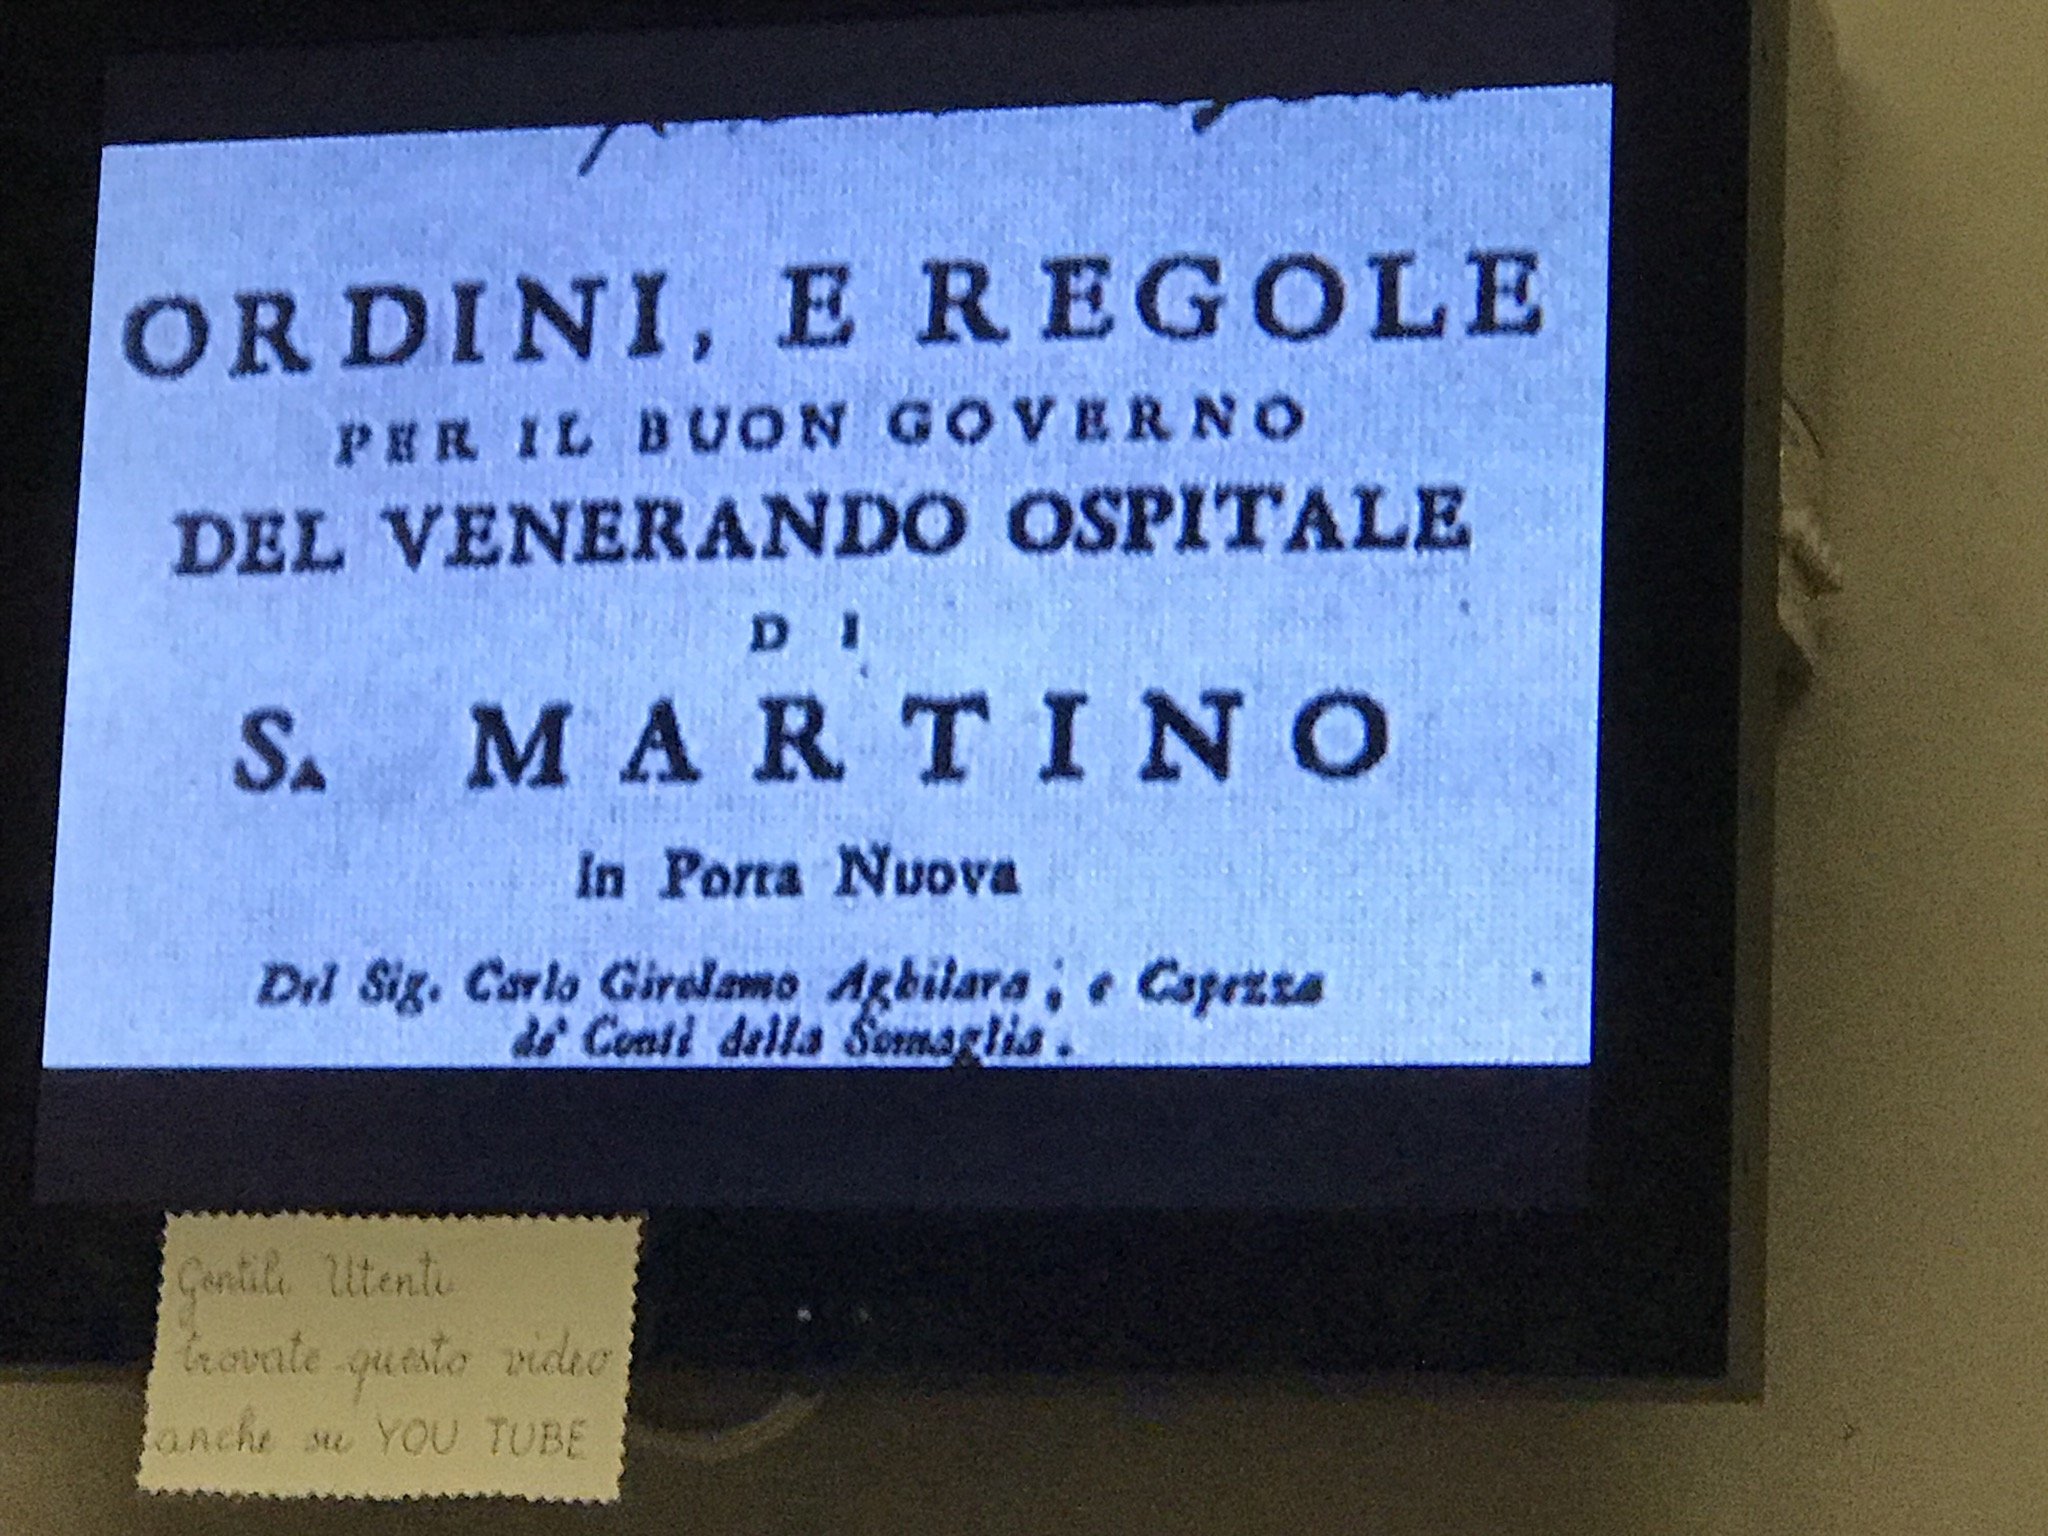 ORDINI, E REGOLE
PER IL BUON GOVERNO
DEL VENERANDO OSPITALE
DI
S. MARTINO
in Porta Nuova
Del Sig. Carlo Girolamo Aghilara; e Capezza
de' Conti della Somaglia.
Gentili Utenti
trovate questo video
anche su YOU TUBE